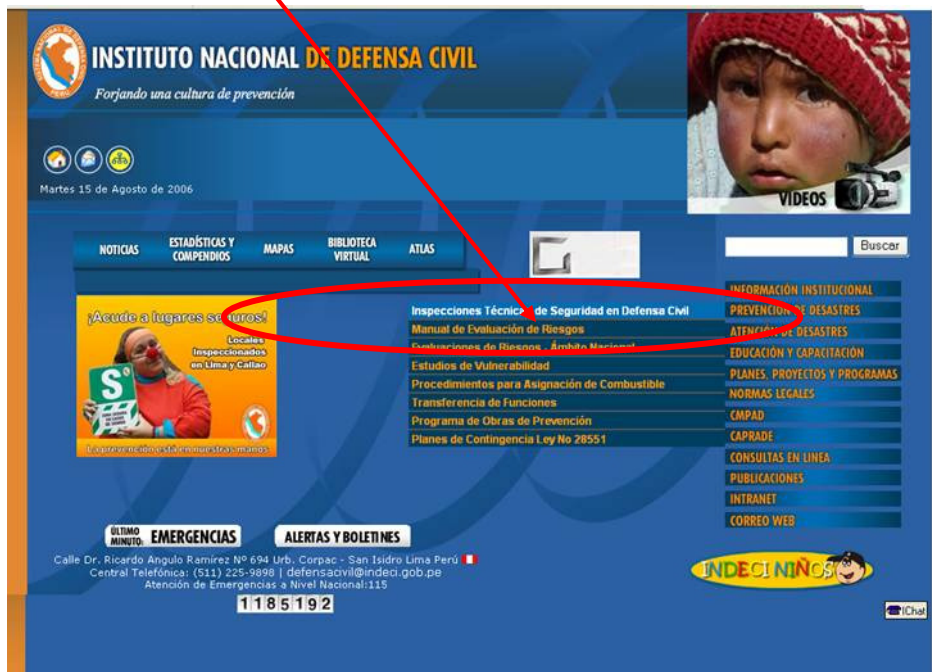 INSTITUTO NACIONAL DE DEFENSA CIVIL
Forjando una cultura de prevención
Martes 15 de Agosto de 2006
VIDEOS
NOTICIAS
ESTADÍSTICAS Y
COMPENDIOS
MAPAS
BIBLIOTECA
VIRTUAL
ATLAS
Buscar
¡Acude a lugares seguros!
Locales
Inspeccionados
en Lima y Callao
S
La prevención está en nuestras manos
Inspecciones Técnicas de Seguridad en Defensa Civil
Manual de Evaluación de Riesgos
Evaluaciones de Riesgos - Ámbito Nacional
Estudios de Vulnerabilidad
Procedimientos para Asignación de Combustible
Transferencia de Funciones
Programa de Obras de Prevención
Planes de Contingencia Ley No 28551
INFORMACIÓN INSTITUCIONAL
PREVENCIÓN DE DESASTRES
ATENCIÓN DE DESASTRES
EDUCACIÓN Y CAPACITACIÓN
PLANES, PROYECTOS Y PROGRAMAS
NORMAS LEGALES
CMPAD
CAPRADE
CONSULTAS EN LINEA
PUBLICACIONES
INTRANET
CORREO WEB
ÚLTIMO
MINUTO: EMERGENCIAS
ALERTAS Y BOLETINES
Calle Dr. Ricardo Angulo Ramírez Nº 694 Urb. Corpac - San Isidro Lima Perú
Central Telefónica: (511) 225-9898 | defensacivil@indeci.gob.pe
Atención de Emergencias a Nivel Nacional:115
1185192
INDECI NIÑOS
IChat